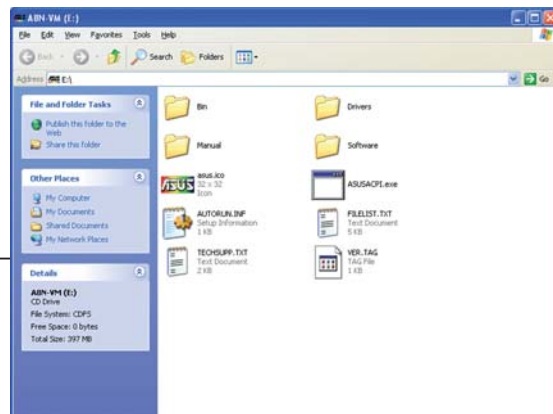 A8N-VM (E:)
File Edit View Favorites Tools Help
Back Search Folders
Address E:\ Go
File and Folder Tasks
Publish this folder to the
Web
Share this folder
Other Places
My Computer
My Documents
Shared Documents
My Network Places
Details
A8N-VM (E:)
CD Drive
File System: CDFS
Free Space: 0 bytes
Total Size: 397 MB
Bin
Drivers
Manual
Software
ASUS
asus.ico
32 x 32
Icon
ASUSACPI.exe
AUTORUN.INF
Setup Information
1 KB
FILELIST.TXT
Text Document
5 KB
TECHSUPP.TXT
Text Document
2 KB
VER.TAG
TAG File
1 KB